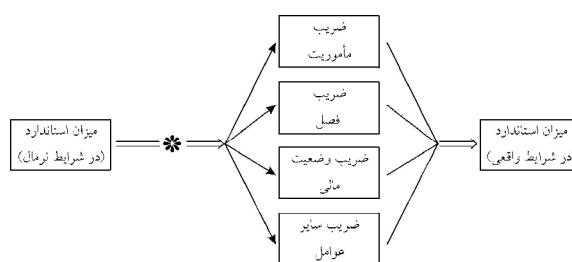 ضریب
مأموریت
ضریب
فصل
میزان استاندارد
(در شرایط نرمال)
*
میزان استاندارد
(در شرایط واقعی)
ضریب وضعیت
مالی
ضریب سایر
عوامل